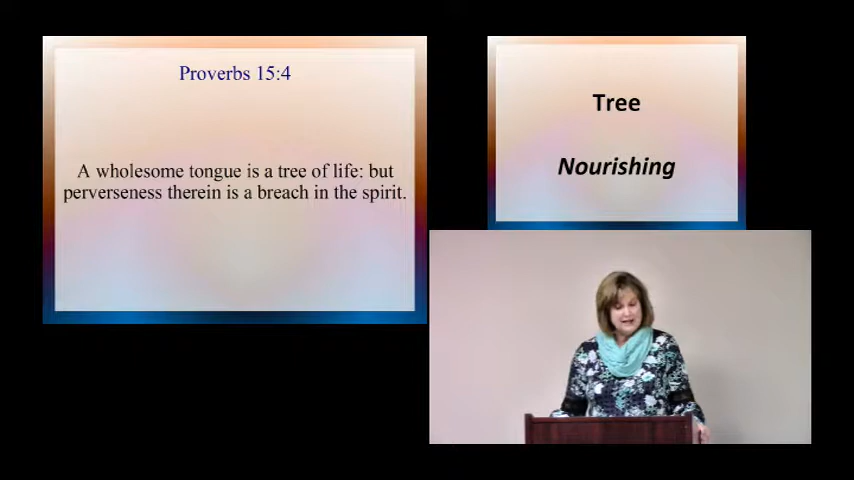 Proverbs 15:4
A wholesome tongue is a tree of life: but
perverseness therein is a breach in the spirit.
Tree
Nourishing